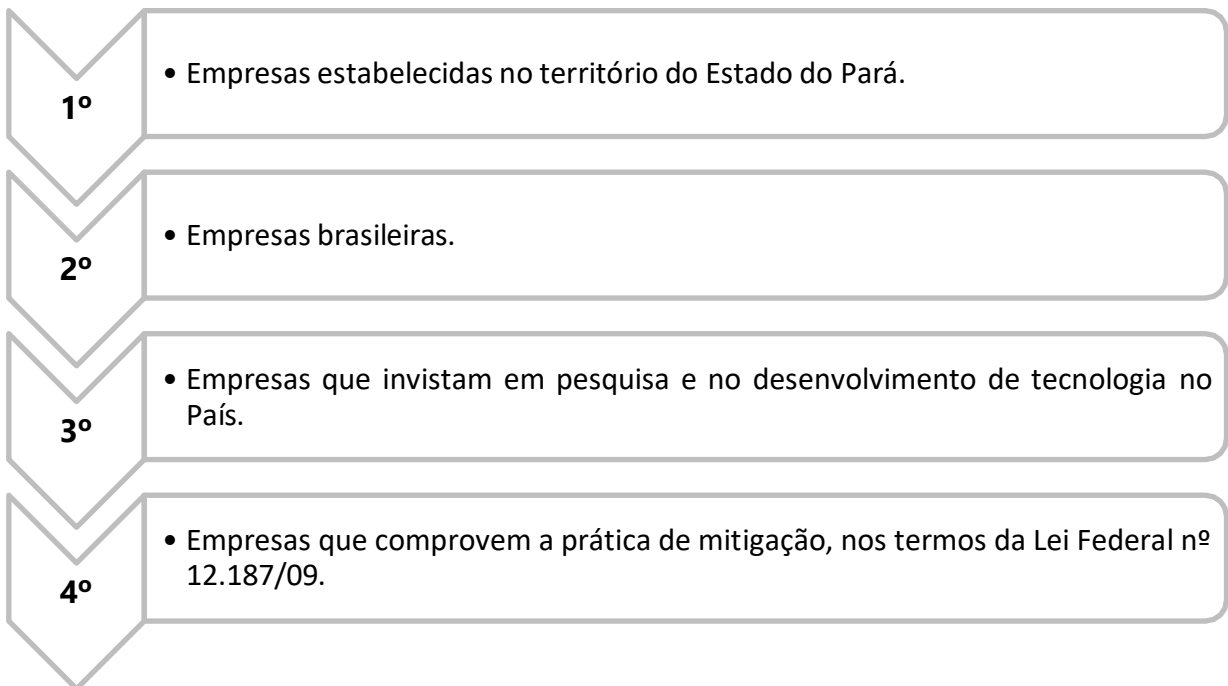 1º
• Empresas estabelecidas no território do Estado do Pará.
2º
• Empresas brasileiras.
3º
• Empresas que invistam em pesquisa e no desenvolvimento de tecnologia no
País.
4º
• Empresas que comprovem a prática de mitigação, nos termos da Lei Federal nº
12.187/09.